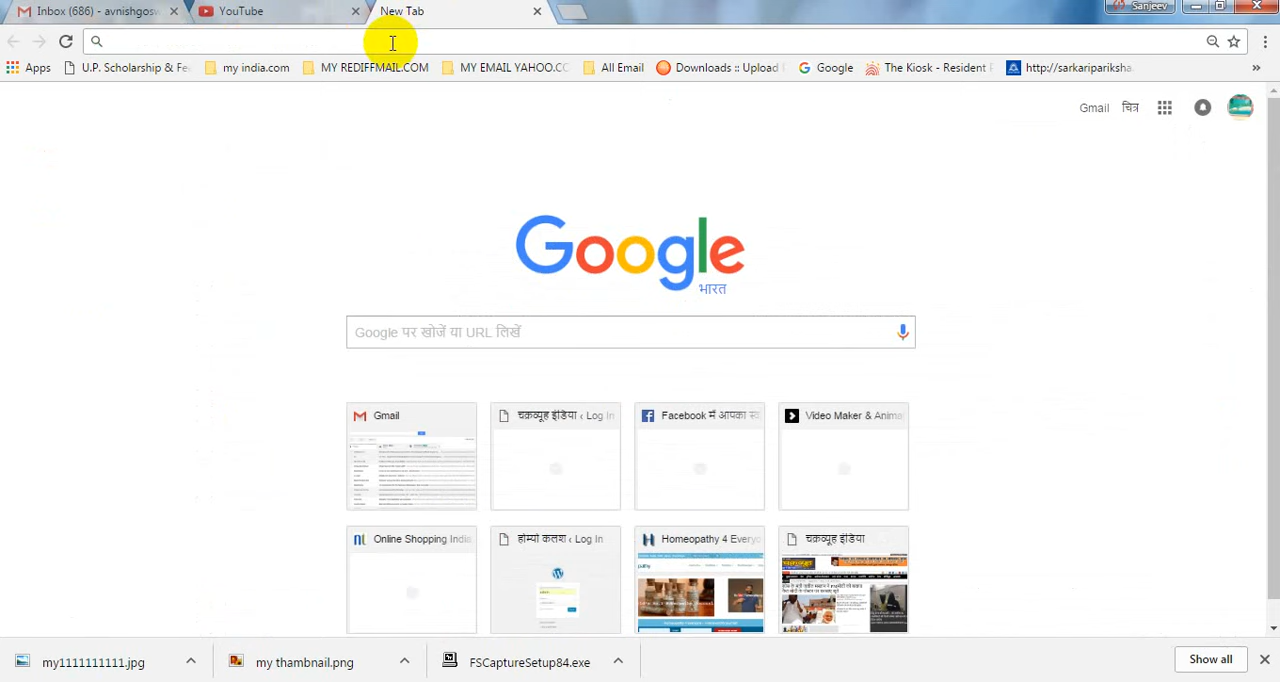 Inbox (686) - avnishgosw
YouTube
New Tab
Sanjeev
Apps
U.P. Scholarship & Fe
my india.com
MY REDIFFMAIL.COM
MY EMAIL YAHOO.CO
All Email
Downloads :: Upload
Google
The Kiosk - Resident
http://sarkaripariksha
Gmail
चित्र
Google
भारत
Google पर खोजें या URL लिखें
Gmail
चक्रव्यूह इंडिया ‹ Log In
Facebook में आपका स्व
Video Maker & Anima
Online Shopping India
होम्यो कलश ‹ Log In
Homeopathy 4 Everyo
चक्रव्यूह इंडिया
my1111111111.jpg
my thambnail.png
FSCaptureSetup84.exe
Show all